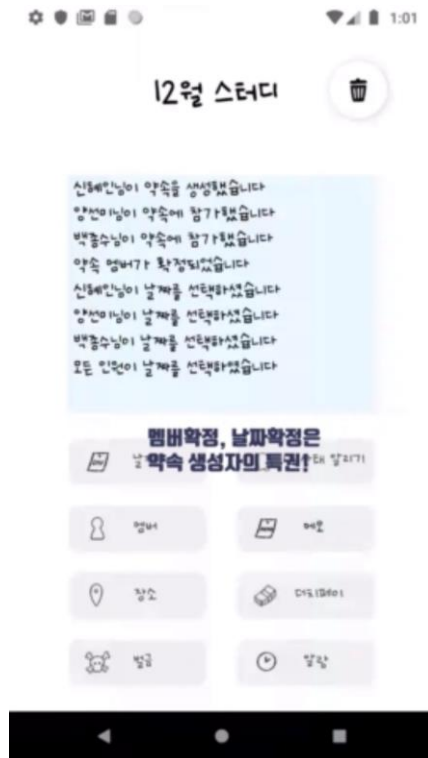 1:01
12월 스터디
신혜인님이 약속을 생성했습니다
양선미님이 약속에 참가했습니다
백종수님이 약속에 참가했습니다
약속 멤버가 확정되었습니다
신혜인님이 날짜를 선택하셨습니다
양선미님이 날짜를 선택하셨습니다
백종수님이 날짜를 선택하셨습니다
모든 인원이 날짜를 선택하였습니다
멤버확정, 날짜확정은
약속 생성자의 특권!
알리기
멤버
메모
장소
더치페이
벌금
알람